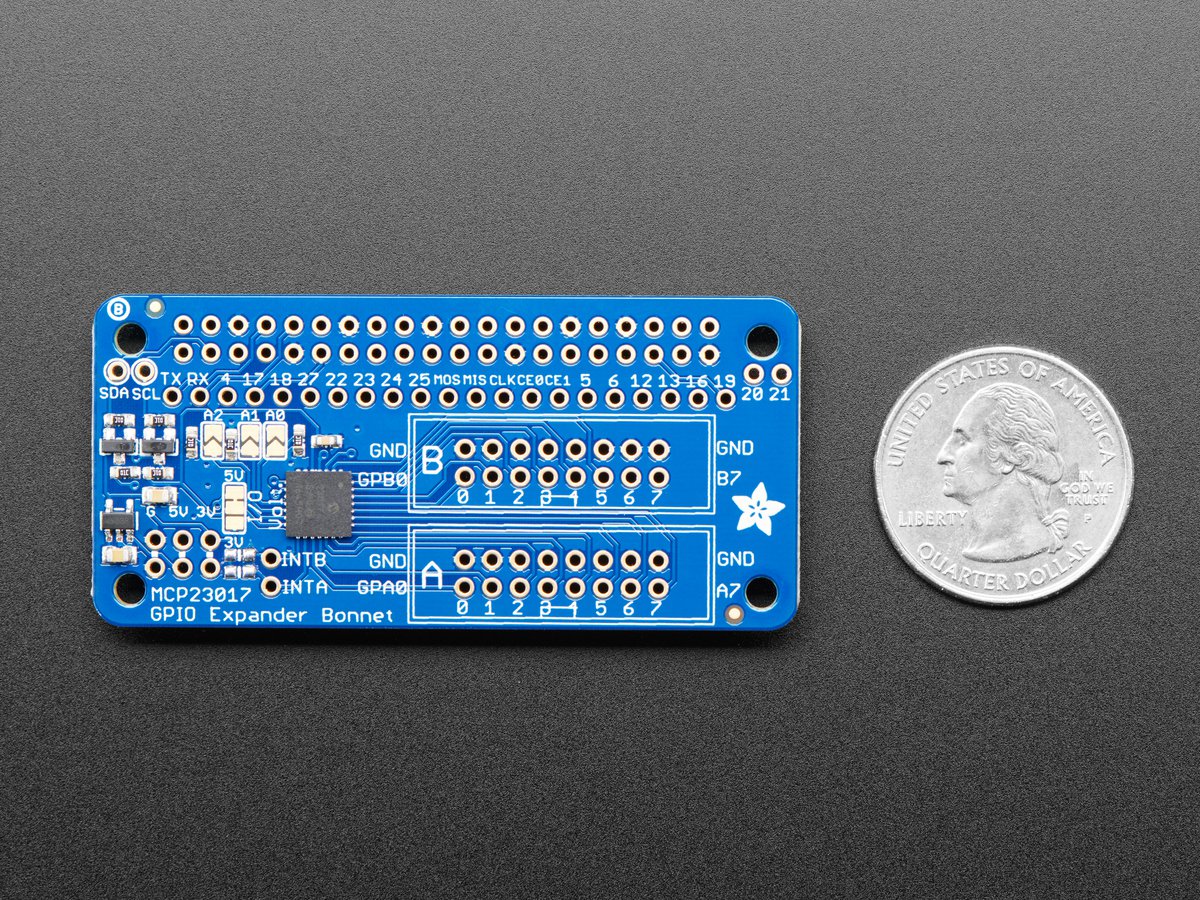 B
TX RX 4 17 18 27 22 23 24 25 MOS MIS CLK CE0 CE1 5 6 12 13 16 19
SDA SCL
20 21
A2 A1 A0
GND
B
GND
GPB0
B7
0 1 2 3 4 5 6 7
5V
I/O
Volts
3V
G 5V 3V
INTB
INTA
GND
A
GND
GPA0
A7
0 1 2 3 4 5 6 7
MCP23017
GPIO Expander Bonnet
UNITED STATES OF AMERICA
LIBERTY
IN
GOD WE
TRUST
P
QUARTER DOLLAR